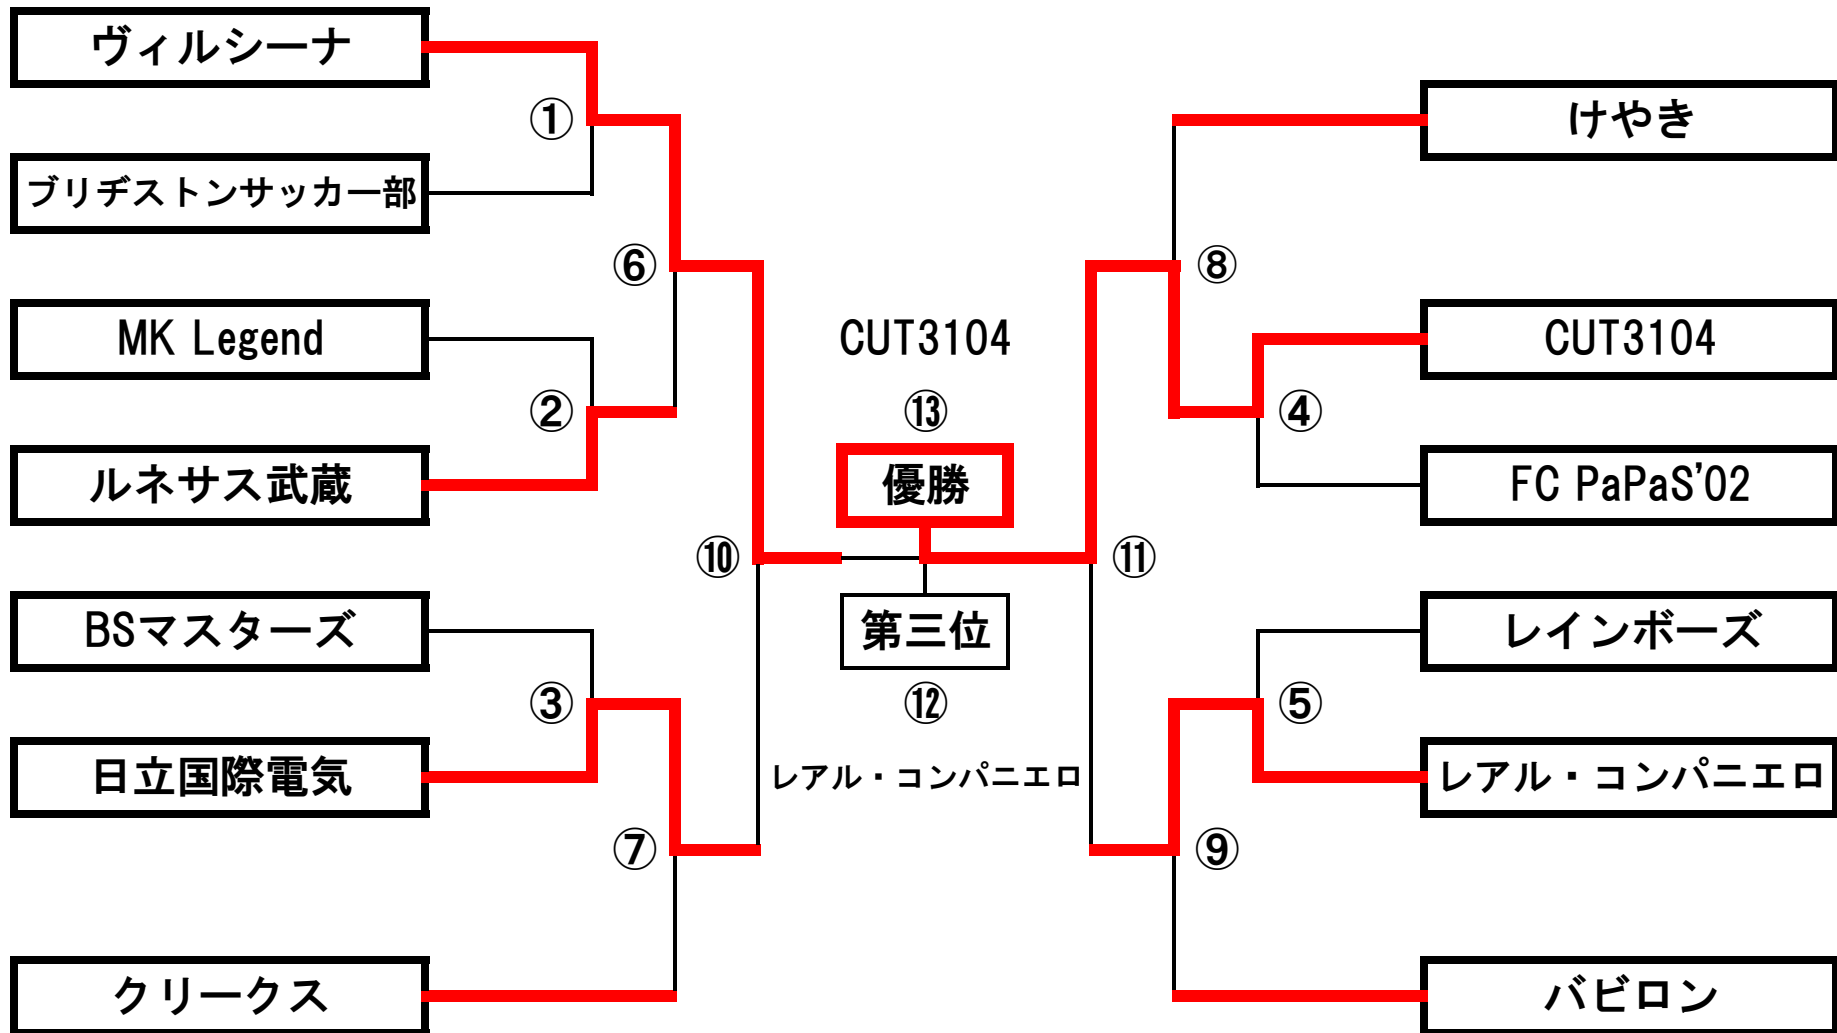 ヴィルシーナ
①
ブリヂストンサッカー部
⑥
MK Legend
②
ルネサス武蔵
⑩
BSマスターズ
③
日立国際電気
⑦
クリークス
CUT3104
⑬
優勝
第三位
⑫
レアル・コンパニエロ
けやき
⑧
CUT3104
④
FC PaPaS'02
⑪
レインボーズ
⑤
レアル・コンパニエロ
⑨
バビロン